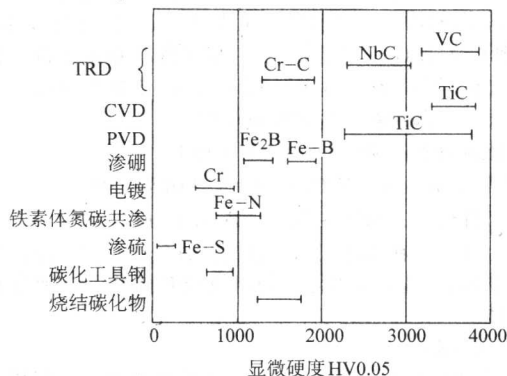 VC
NbC
Cr-C
TRD
TiC
CVD
TiC
PVD
Fe₂B
Fe-B
渗硼
Cr
电镀
Fe-N
铁素体氮碳共渗
渗硫
Fe-S
碳化工具钢
烧结碳化物
0 1000 2000 3000 4000
显微硬度HV0.05